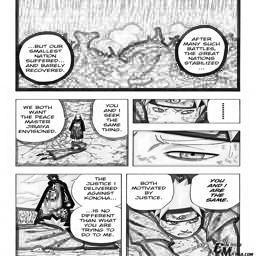 AFTER
MANY SUCH
BATTLES,
THE GREAT
NATIONS
STABILIZED
...
...BUT OUR
SMALLEST
NATION
SUFFERED...
AND BARELY
RECOVERED.
..........
YOU AND
I SEEK
THE SAME
THING.
WE BOTH
WANT
THE PEACE
MASTER
JIRAIYA
ENVISIONED.
YOU
AND I
ARE THE
SAME.
BOTH
MOTIVATED
BY
JUSTICE.
THE
JUSTICE I
DELIVERED
AGAINST
KONOHA...
...IS NO
DIFFERENT
THAN WHAT
YOU ARE
TRYING TO
DO TO ME.